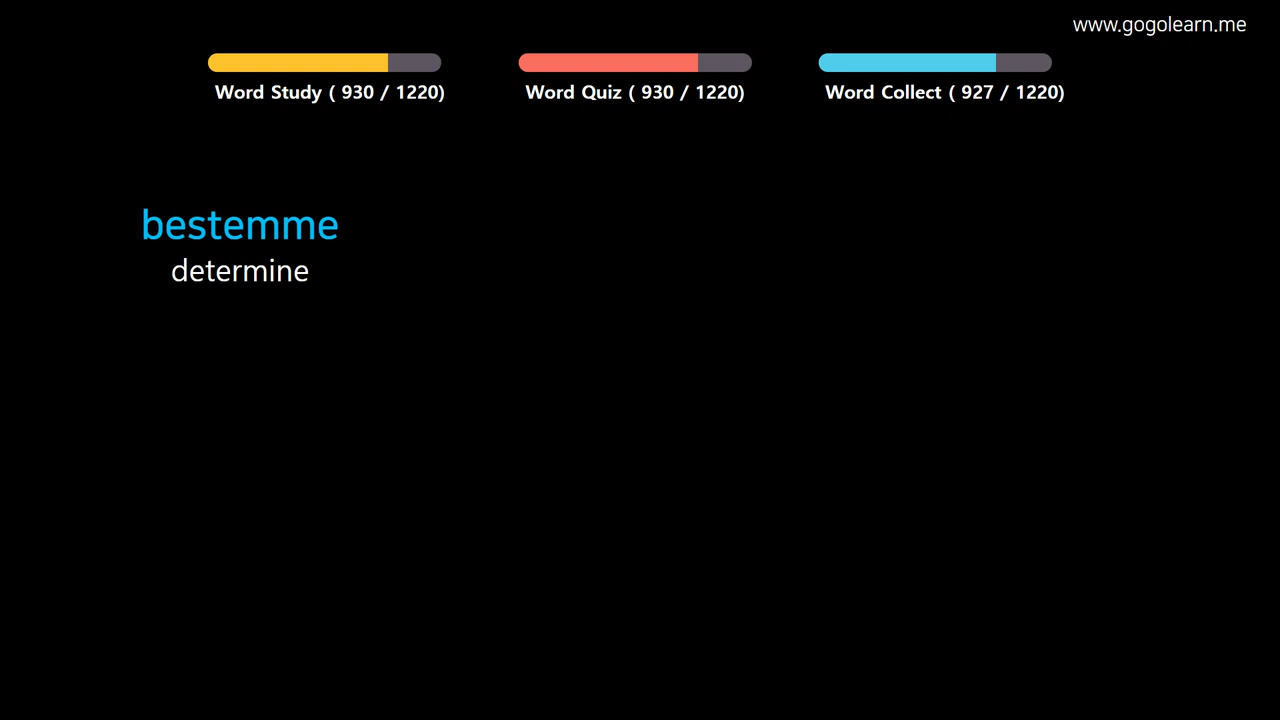 www.gogolearn.me
Word Study ( 930 / 1220)
Word Quiz ( 930 / 1220)
Word Collect ( 927 / 1220)
bestemme
determine